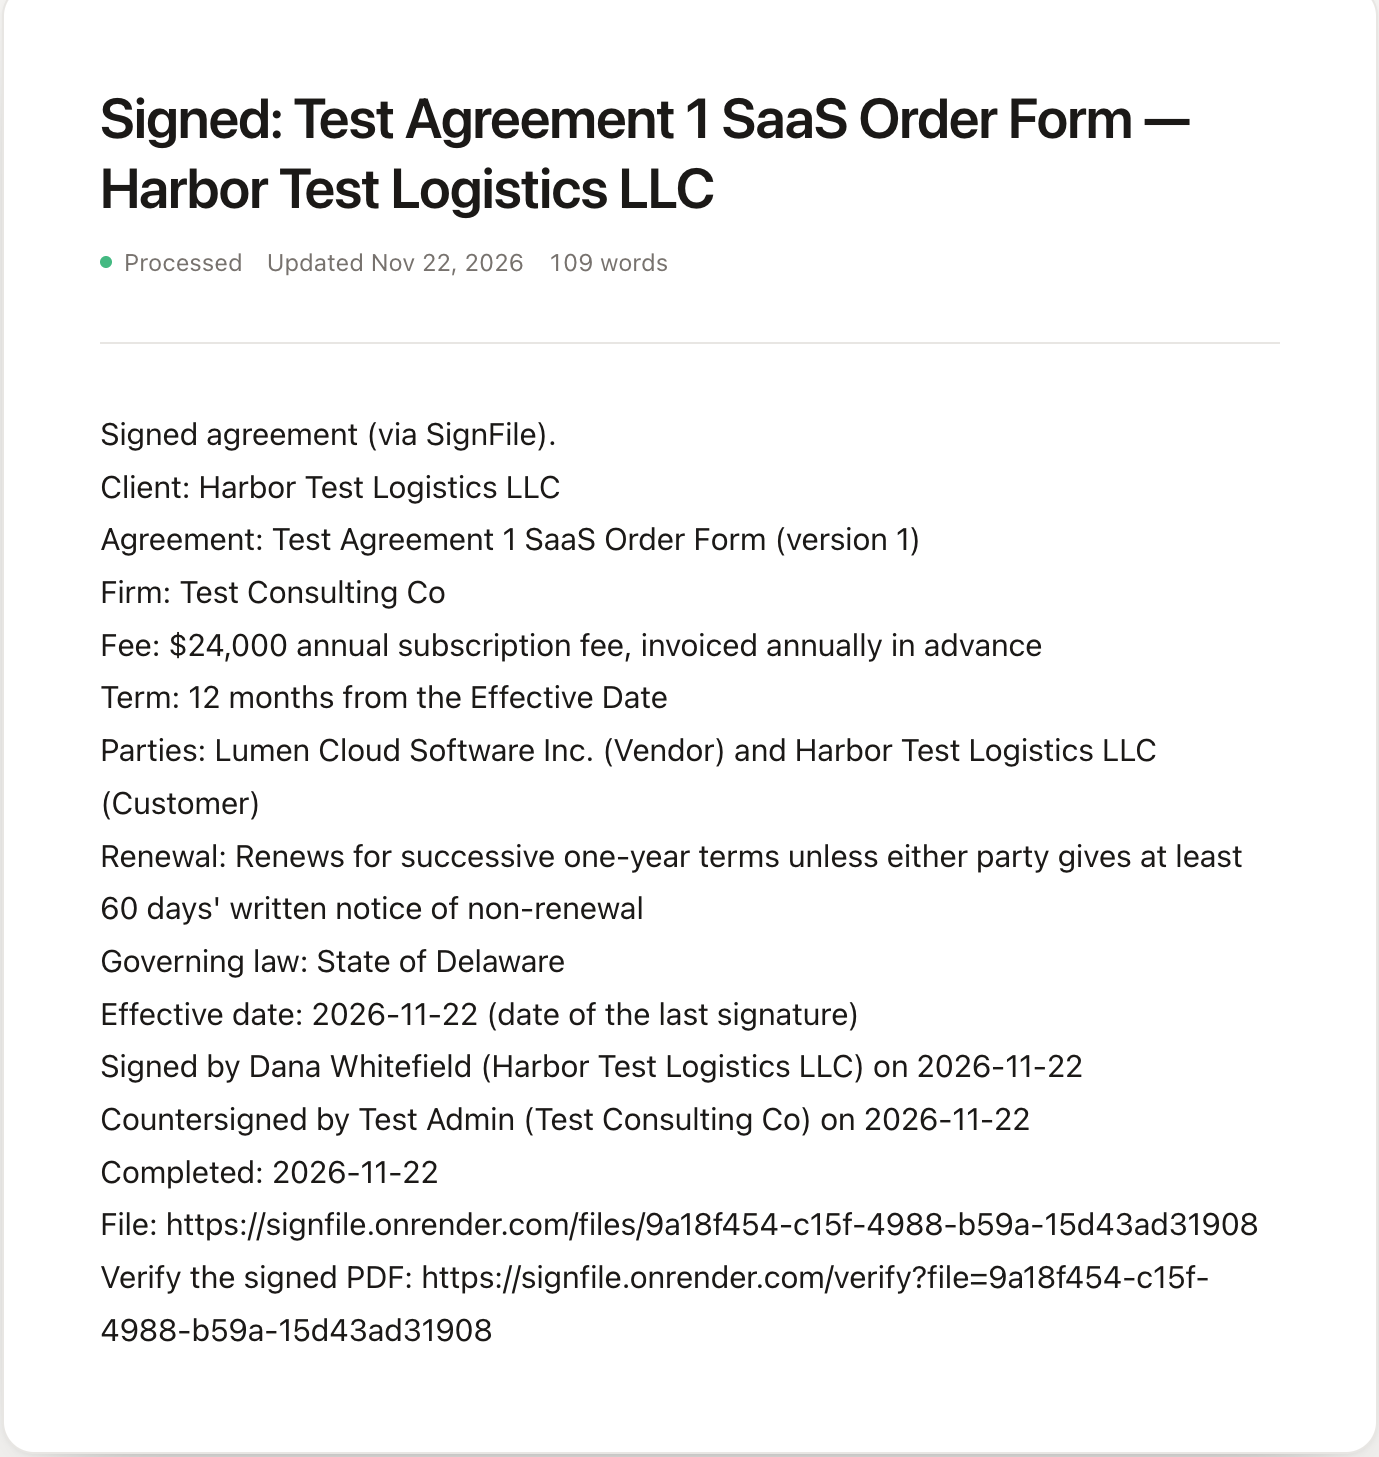 Signed: Test Agreement 1 SaaS Order Form —
Harbor Test Logistics LLC
Processed Updated Nov 22, 2026 109 words
Signed agreement (via SignFile).
Client: Harbor Test Logistics LLC
Agreement: Test Agreement 1 SaaS Order Form (version 1)
Firm: Test Consulting Co
Fee: $24,000 annual subscription fee, invoiced annually in advance
Term: 12 months from the Effective Date
Parties: Lumen Cloud Software Inc. (Vendor) and Harbor Test Logistics LLC
(Customer)
Renewal: Renews for successive one-year terms unless either party gives at least
60 days' written notice of non-renewal
Governing law: State of Delaware
Effective date: 2026-11-22 (date of the last signature)
Signed by Dana Whitefield (Harbor Test Logistics LLC) on 2026-11-22
Countersigned by Test Admin (Test Consulting Co) on 2026-11-22
Completed: 2026-11-22
File: https://signfile.onrender.com/files/9a18f454-c15f-4988-b59a-15d43ad31908
Verify the signed PDF: https://signfile.onrender.com/verify?file=9a18f454-c15f-
4988-b59a-15d43ad31908